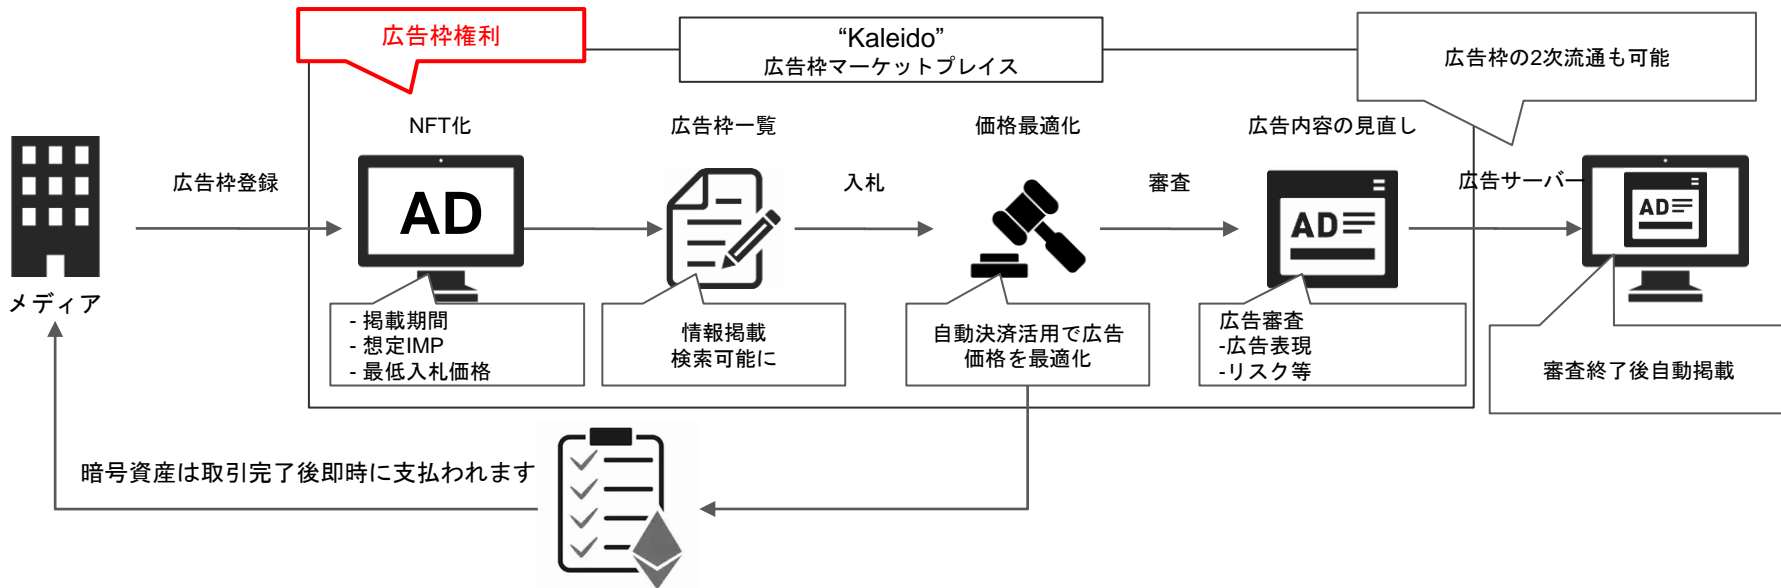 広告枠権利
“Kaleido”
広告枠マーケットプレイス
広告枠の2次流通も可能
NFT化
広告枠一覧
価格最適化
広告内容の見直し
広告枠登録
入札
審査
広告サーバー
AD
AD
AD
メディア
- 掲載期間
- 想定IMP
- 最低入札価格
情報掲載
検索可能に
自動決済活用で広告
価格を最適化
広告審査
-広告表現
-リスク等
審査終了後自動掲載
暗号資産は取引完了後即時に支払われます